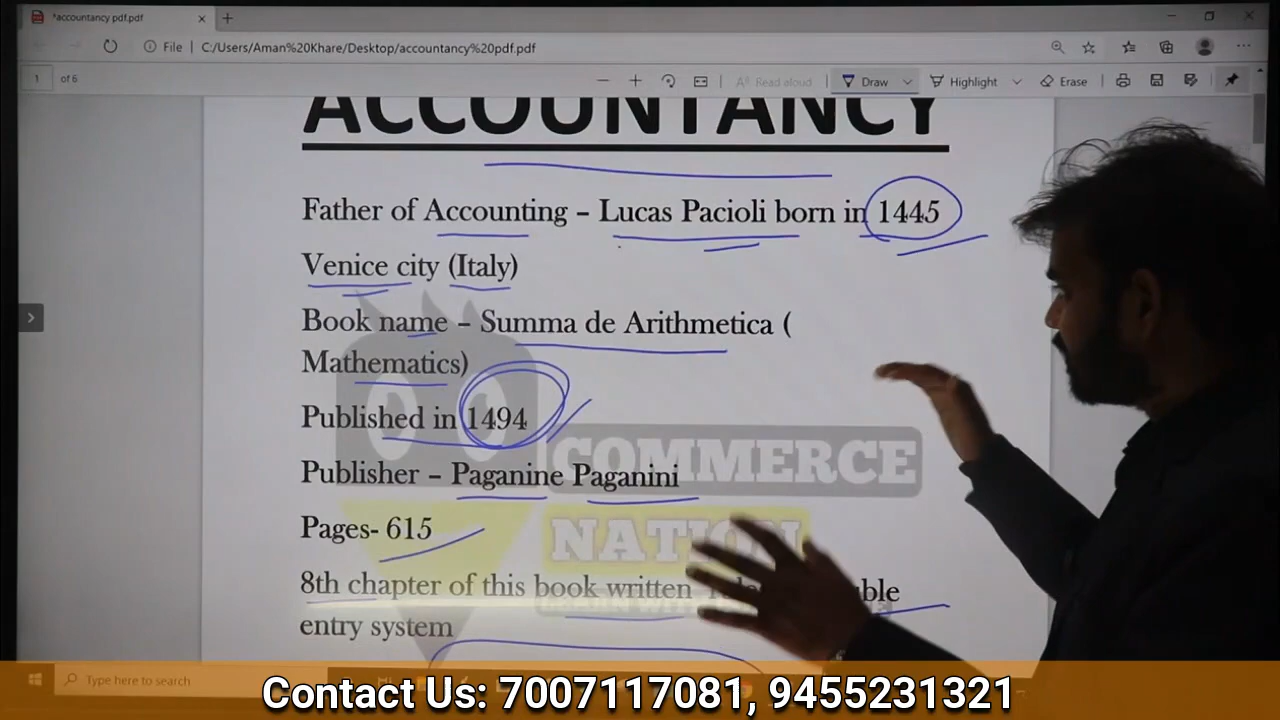 *accountancy pdf.pdf
File C:/Users/Aman%20Khare/Desktop/accountancy%20pdf.pdf
1 of 6 Read aloud Draw Highlight Erase
ACCOUNTANCY
Father of Accounting – Lucas Pacioli born in 1445
Venice city (Italy)
Book name – Summa de Arithmetica (
Mathematics)
Published in 1494
COMMERCE
Publisher – Paganine Paganini
Pages- 615
NATION
8th chapter of this book written
entry system
Type here to search
Contact Us: 7007117081, 9455231321